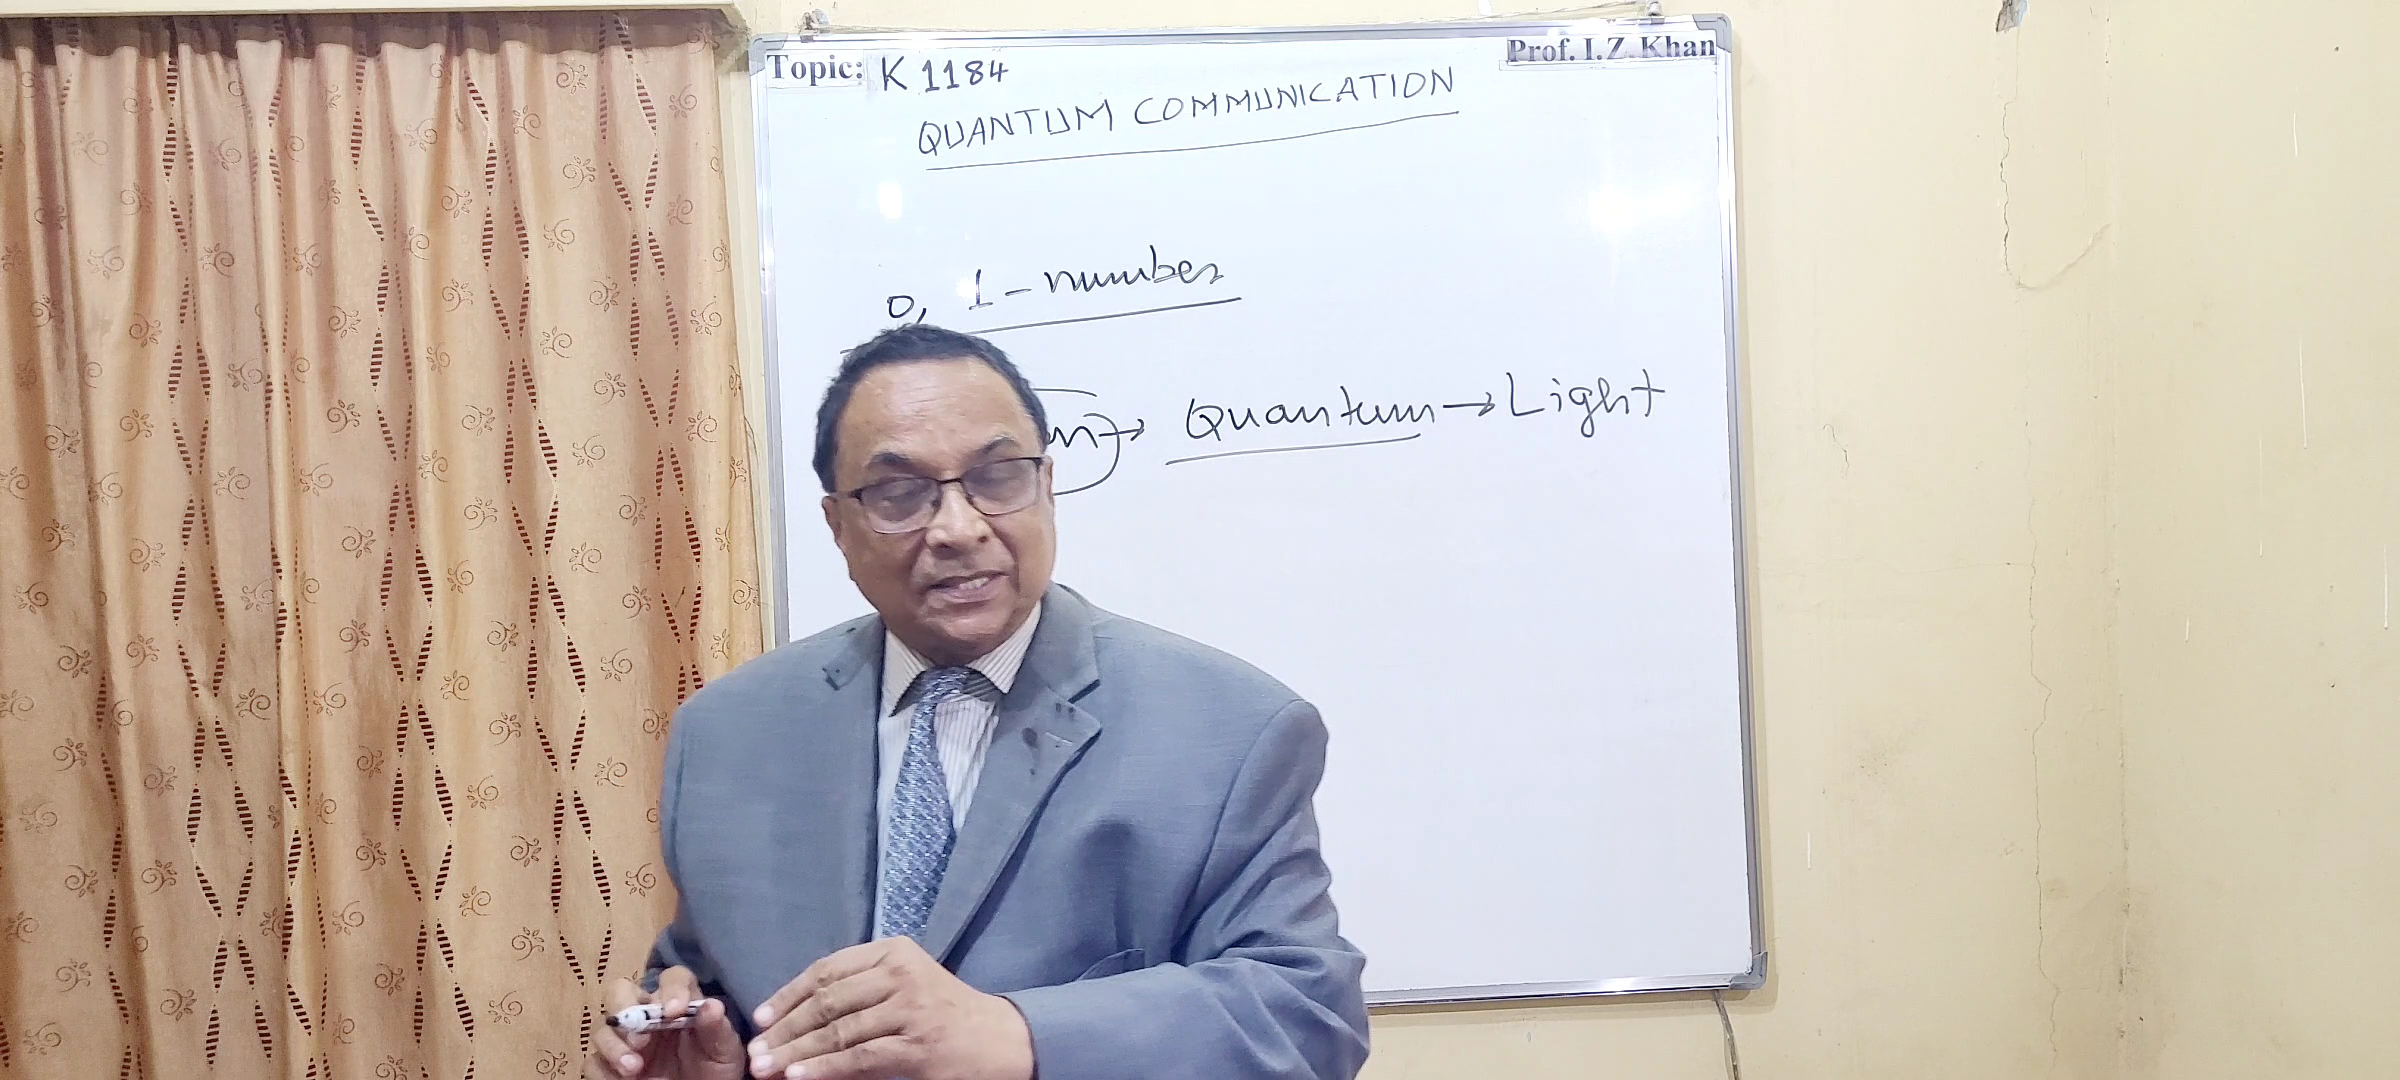 Topic: K 1184
Prof. I. Z. Khan
QUANTUM COMMUNICATION
0, 1 - number
→ Quantum → Light